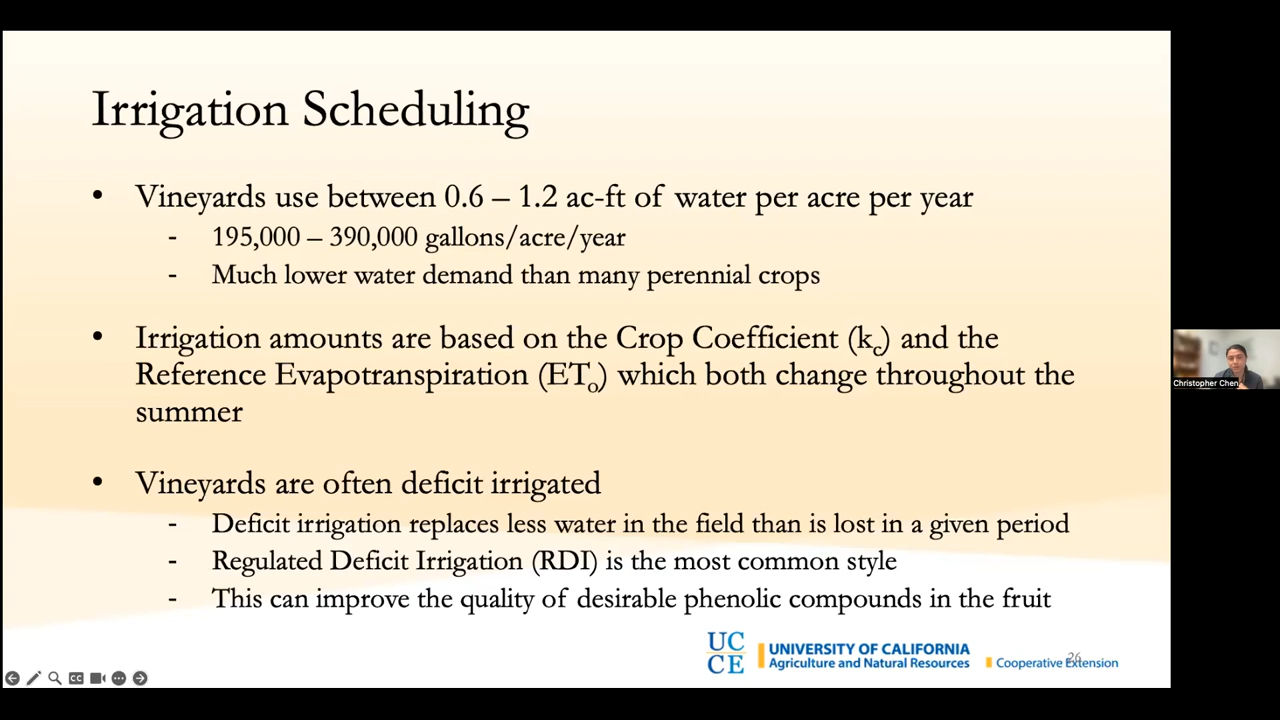 Irrigation Scheduling
• Vineyards use between 0.6 – 1.2 ac-ft of water per acre per year
- 195,000 – 390,000 gallons/acre/year
- Much lower water demand than many perennial crops
• Irrigation amounts are based on the Crop Coefficient (kc) and the
Reference Evapotranspiration (ETo) which both change throughout the
summer
• Vineyards are often deficit irrigated
- Deficit irrigation replaces less water in the field than is lost in a given period
- Regulated Deficit Irrigation (RDI) is the most common style
- This can improve the quality of desirable phenolic compounds in the fruit
UC
CE
UNIVERSITY OF CALIFORNIA
Agriculture and Natural Resources
Cooperative Extension
26
CC
Christopher Chen